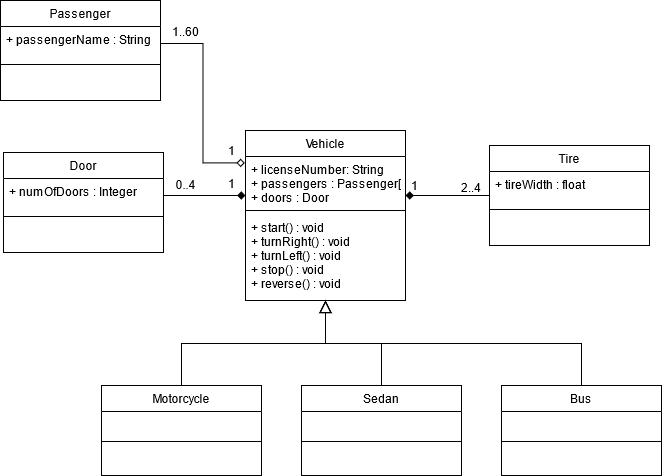 Passenger
+ passengerName : String
1..60
1
Vehicle
+ licenseNumber: String
+ passengers : Passenger[
+ doors : Door
+ start() : void
+ turnRight() : void
+ turnLeft() : void
+ stop() : void
+ reverse() : void
Door
+ numOfDoors : Integer
0..4
1
1
2..4
Tire
+ tireWidth : float
Motorcycle
Sedan
Bus